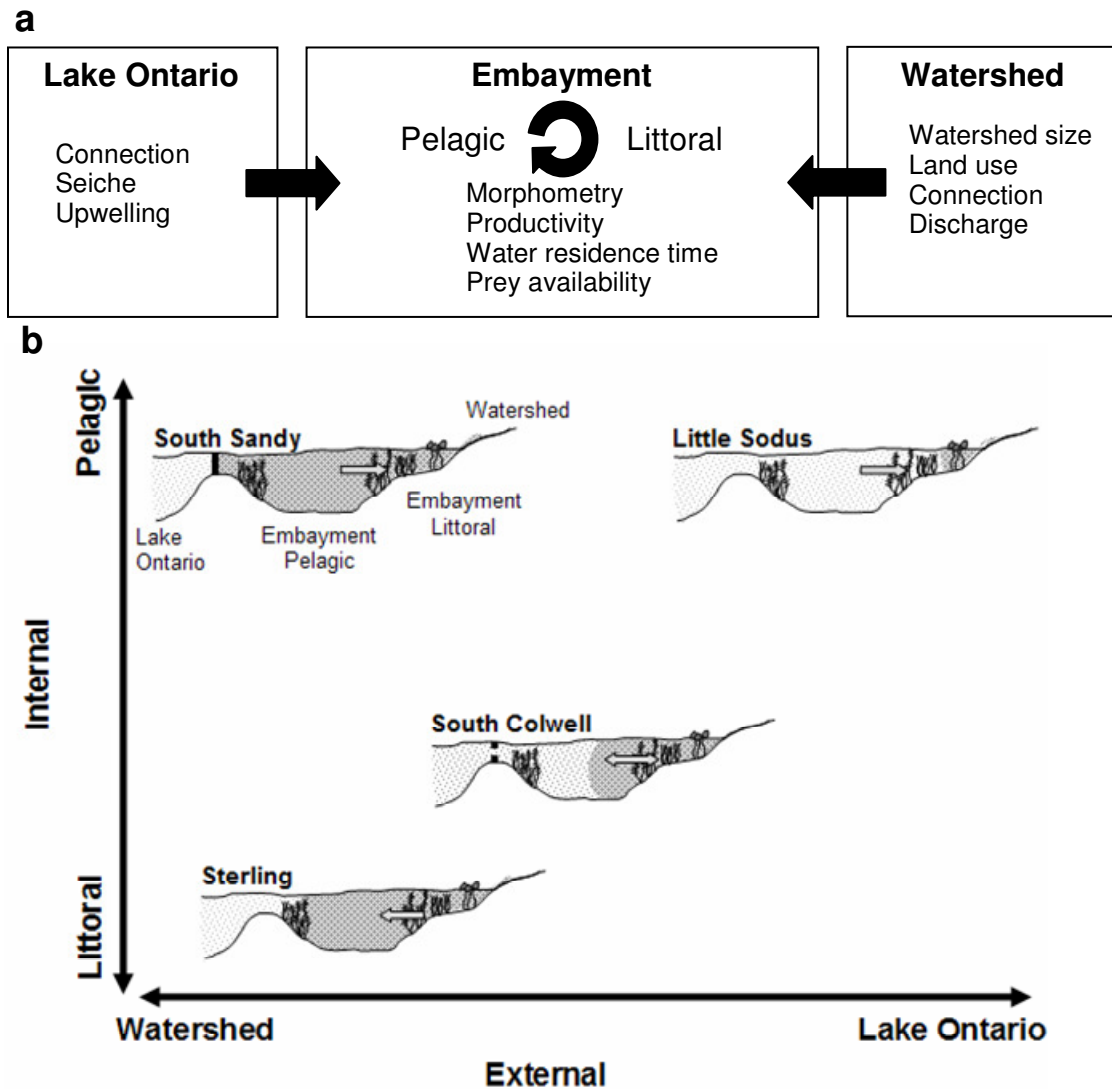 a
Lake Ontario
Connection
Seiche
Upwelling
Embayment
Pelagic Littoral
Morphometry
Productivity
Water residence time
Prey availability
Watershed
Watershed size
Land use
Connection
Discharge
b
Pelagic
Internal
Littoral
South Sandy
Watershed
Lake
Ontario
Embayment
Pelagic
Embayment
Littoral
Little Sodus
South Colwell
Sterling
Watershed
Lake Ontario
External